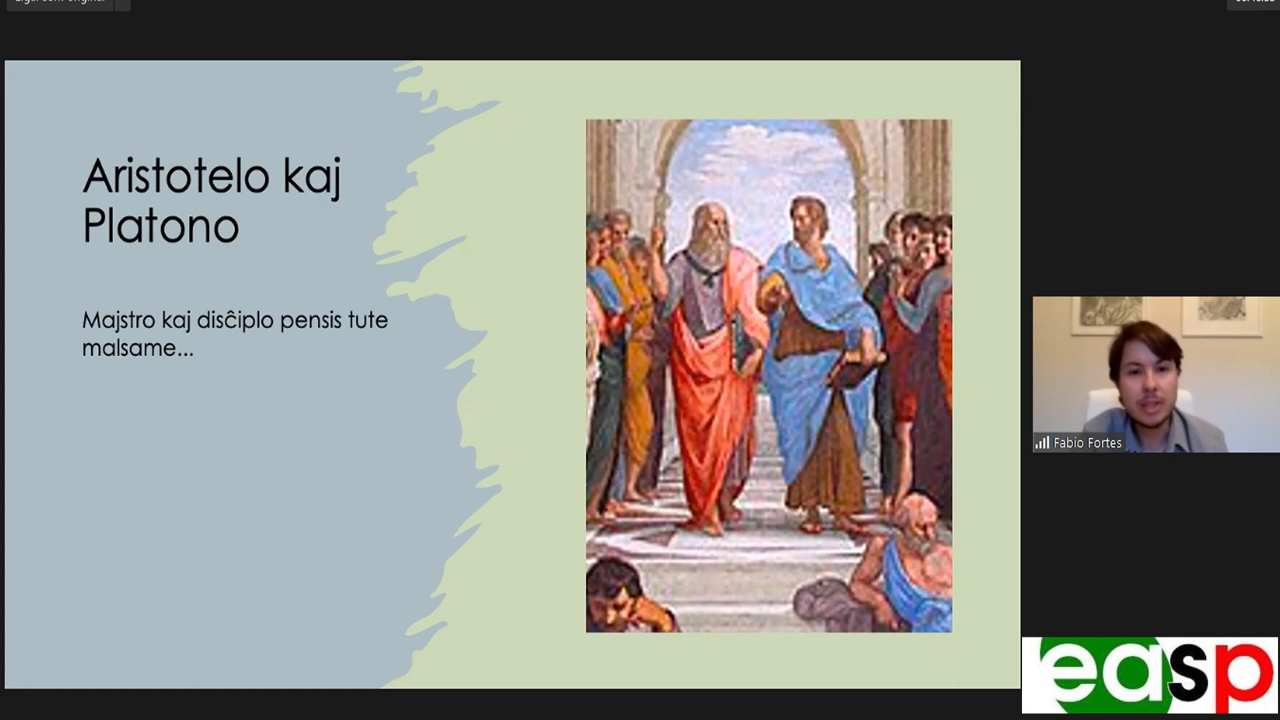 Aristotelo kaj
Platono
Majstro kaj disĉiplo pensis tute
malsame...
Fabio Fortes
easp